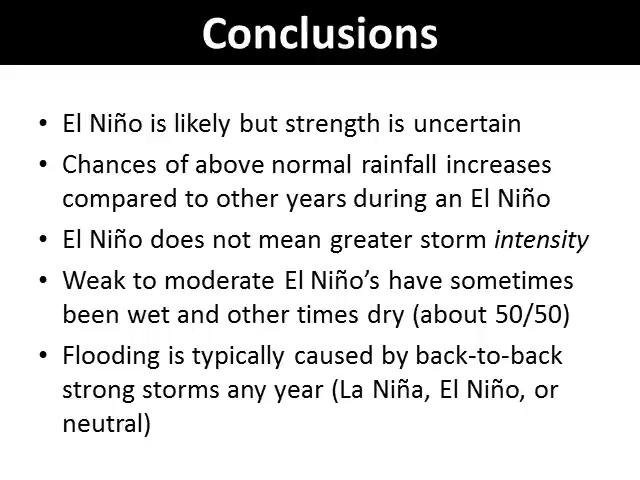 Conclusions
• El Niño is likely but strength is uncertain
• Chances of above normal rainfall increases
compared to other years during an El Niño
• El Niño does not mean greater storm intensity
• Weak to moderate El Niño's have sometimes
been wet and other times dry (about 50/50)
• Flooding is typically caused by back-to-back
strong storms any year (La Niña, El Niño, or
neutral)